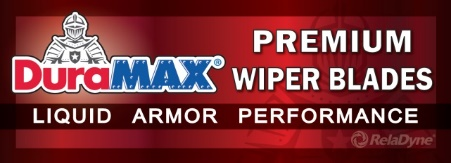 DuraMAX®
PREMIUM
WIPER BLADES
LIQUID ARMOR PERFORMANCE
RelaDyne®